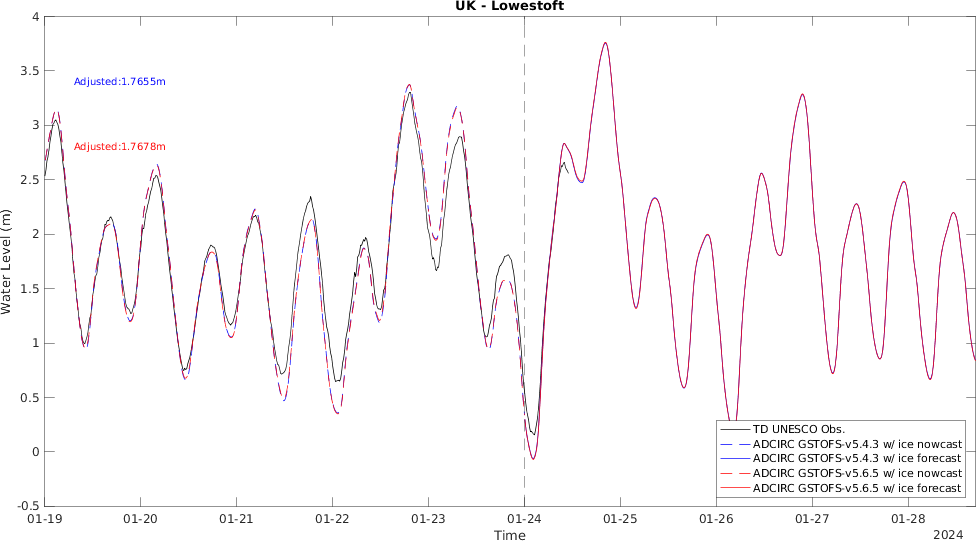 UK - Lowestoft
4
3.5
3
2.5
2
1.5
1
0.5
0
-0.5
Water Level (m)
Adjusted:1.7655m
Adjusted:1.7678m
TD UNESCO Obs.
ADCIRC GSTOFS-v5.4.3 w/ ice nowcast
ADCIRC GSTOFS-v5.4.3 w/ ice forecast
ADCIRC GSTOFS-v5.6.5 w/ ice nowcast
ADCIRC GSTOFS-v5.6.5 w/ ice forecast
01-19 01-20 01-21 01-22 01-23 01-24 01-25 01-26 01-27 01-28
Time
2024